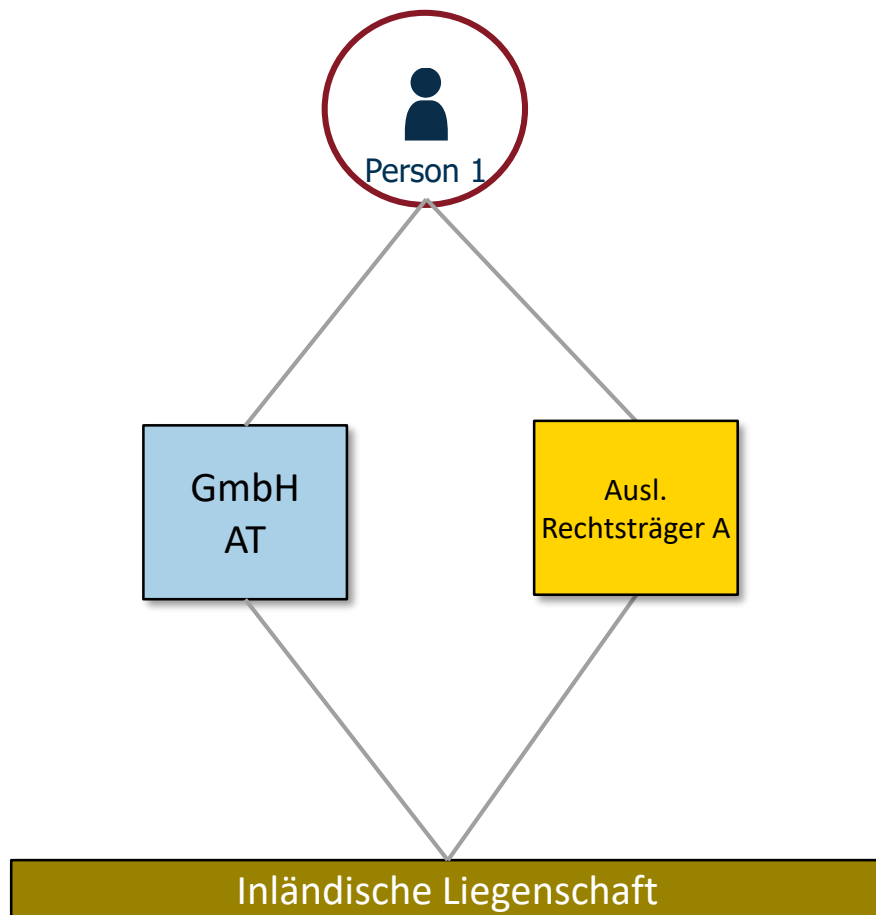 Person 1
GmbH
AT
Ausl.
Rechtsträger A
Inländische Liegenschaft